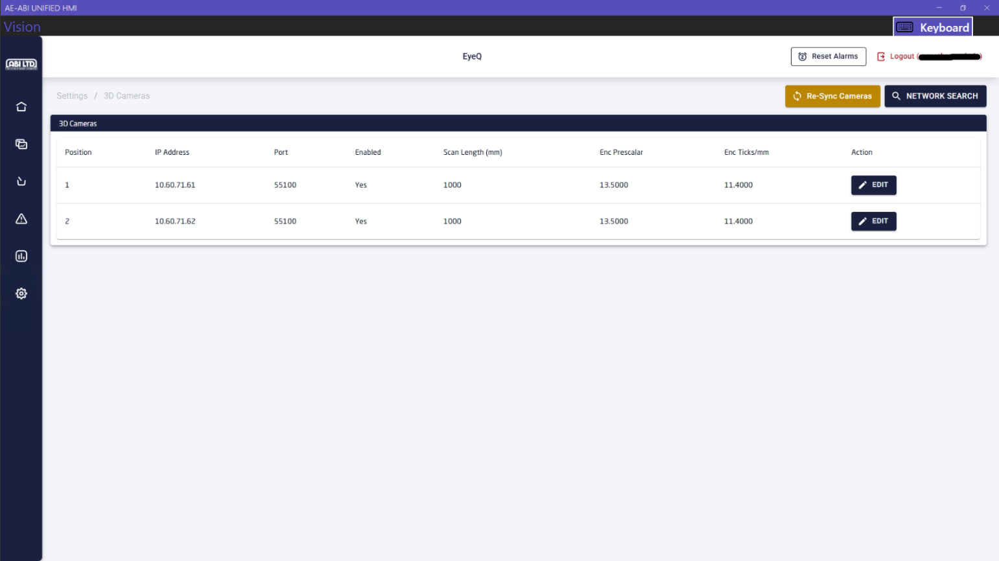 AE-ABI UNIFIED HMI
Vision
Keyboard
ABI LTD
EyeQ
Reset Alarms
Logout (
)
Settings / 3D Cameras
Re-Sync Cameras
NETWORK SEARCH
3D Cameras
Position IP Address Port Enabled Scan Length (mm) Enc Prescalar Enc Ticks/mm Action
1 10.60.71.61 55100 Yes 1000 13.5000 11.4000 EDIT
2 10.60.71.62 55100 Yes 1000 13.5000 11.4000 EDIT